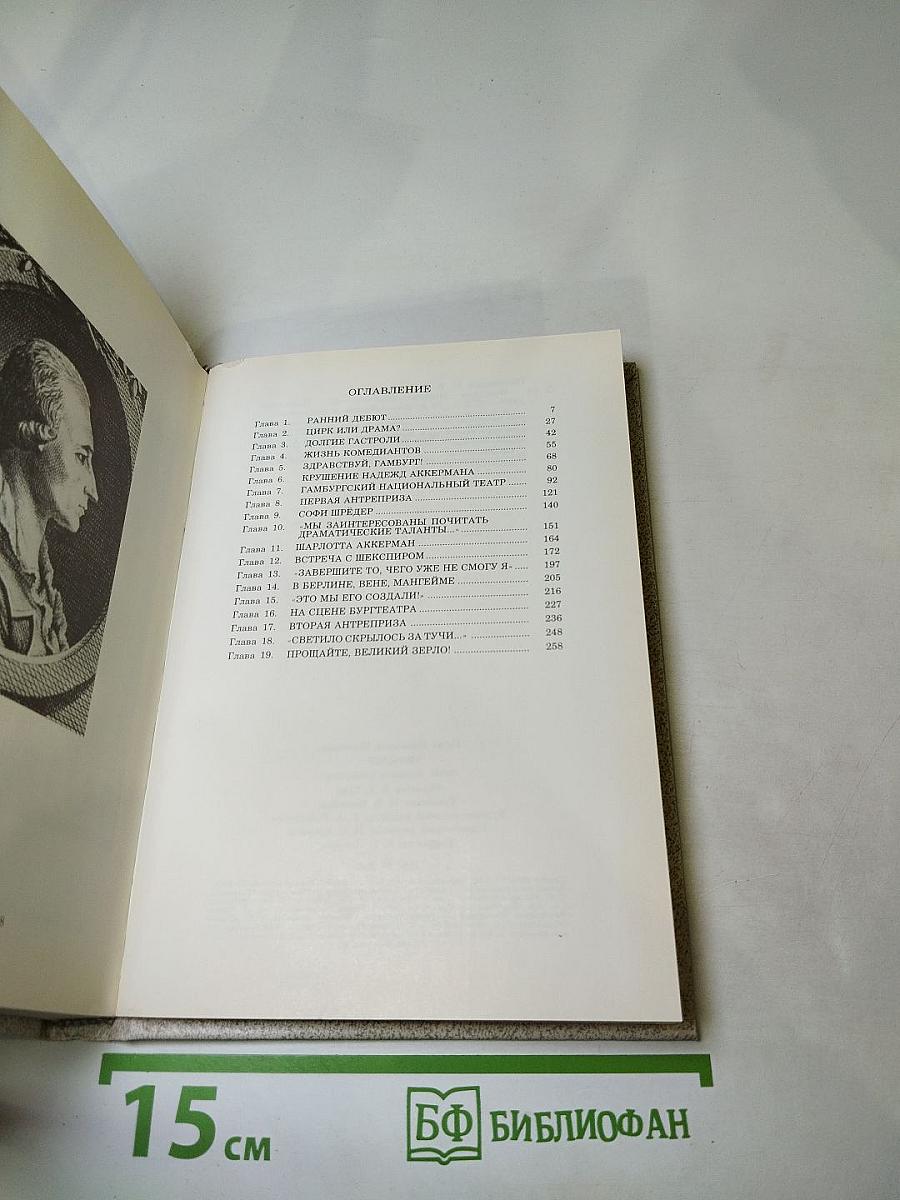 ОГЛАВЛЕНИЕ
Глава 1. РАННИЙ ДЕБЮТ 7
Глава 2. ЦИРК ИЛИ ДРАМА? 27
Глава 3. ДОЛГИЕ ГАСТРОЛИ 42
Глава 4. ЖИЗНЬ КОМЕДИАНТОВ 55
Глава 5. ЗДРАВСТВУЙ, ГАМБУРГ! 68
Глава 6. КРУШЕНИЕ НАДЕЖД АККЕРМАНА 80
Глава 7. ГАМБУРГСКИЙ НАЦИОНАЛЬНЫЙ ТЕАТР 92
Глава 8. ПЕРВАЯ АНТРЕПРИЗА 121
Глава 9. СОФИ ШРЁДЕР 140
Глава 10. «МЫ ЗАИНТЕРЕСОВАНЫ ПОЧИТАТЬ
ДРАМАТИЧЕСКИЕ ТАЛАНТЫ...» 151
Глава 11. ШАРЛОТТА АККЕРМАН 164
Глава 12. ВСТРЕЧА С ШЕКСПИРОМ 172
Глава 13. «ЗАВЕРШИТЕ ТО, ЧЕГО УЖЕ НЕ СМОГУ Я» 197
Глава 14. В БЕРЛИНЕ, ВЕНЕ, МАНГЕЙМЕ 205
Глава 15. «ЭТО МЫ ЕГО СОЗДАЛИ!» 216
Глава 16. НА СЦЕНЕ БУРГТЕАТРА 227
Глава 17. ВТОРАЯ АНТРЕПРИЗА 236
Глава 18. «СВЕТИЛО СКРЫЛОСЬ ЗА ТУЧИ...» 248
Глава 19. ПРОЩАЙТЕ, ВЕЛИКИЙ ЗЕРЛО! 258
8
15 см
БФ БИБЛИОФАН